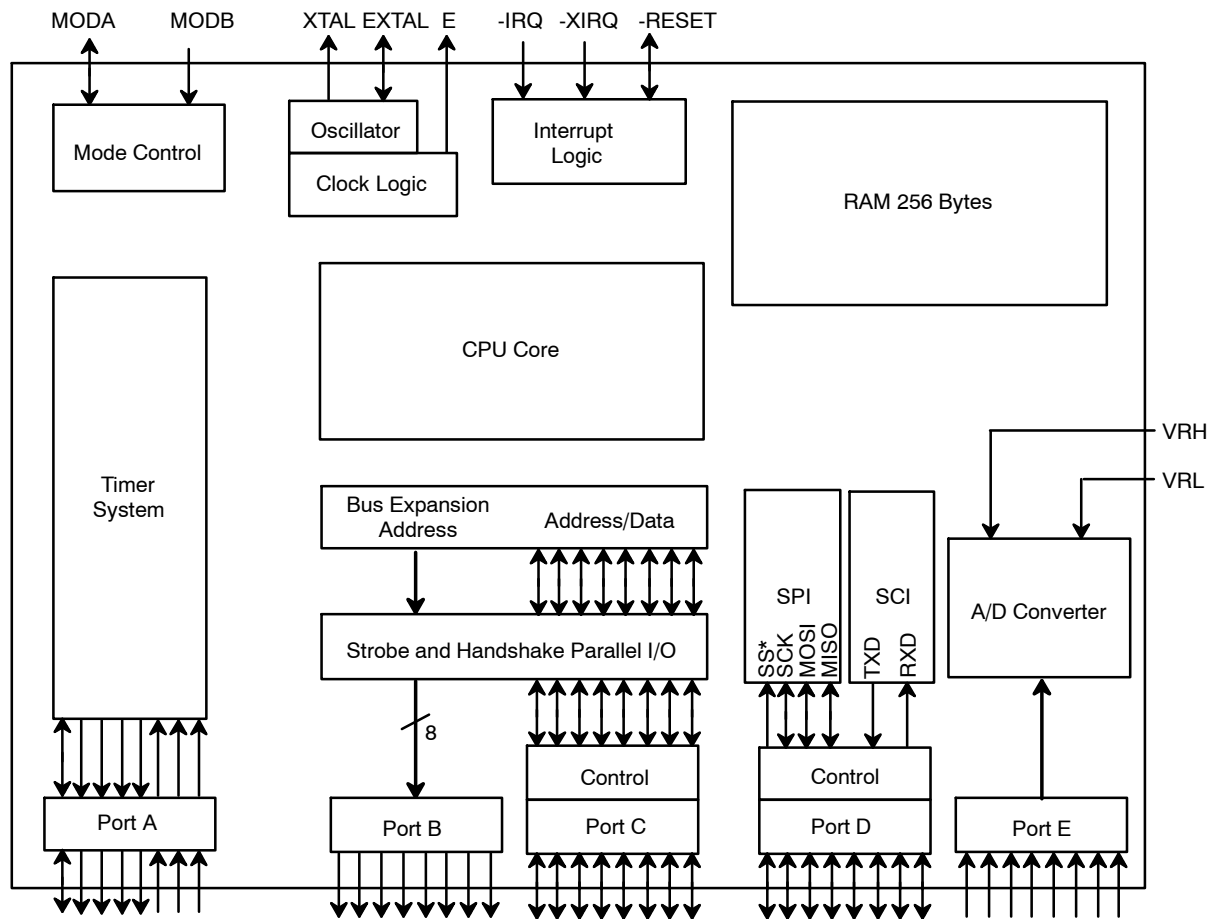 MODA MODB XTAL EXTAL E -IRQ -XIRQ -RESET
Mode Control
Oscillator
Clock Logic
Interrupt
Logic
RAM 256 Bytes
CPU Core
VRH
VRL
Timer
System
Bus Expansion
Address
Address/Data
Strobe and Handshake Parallel I/O
8
SPI
SS*
SCK
MOSI
MISO
SCI
TXD
RXD
A/D Converter
Control
Control
Port A
Port B
Port C
Port D
Port E